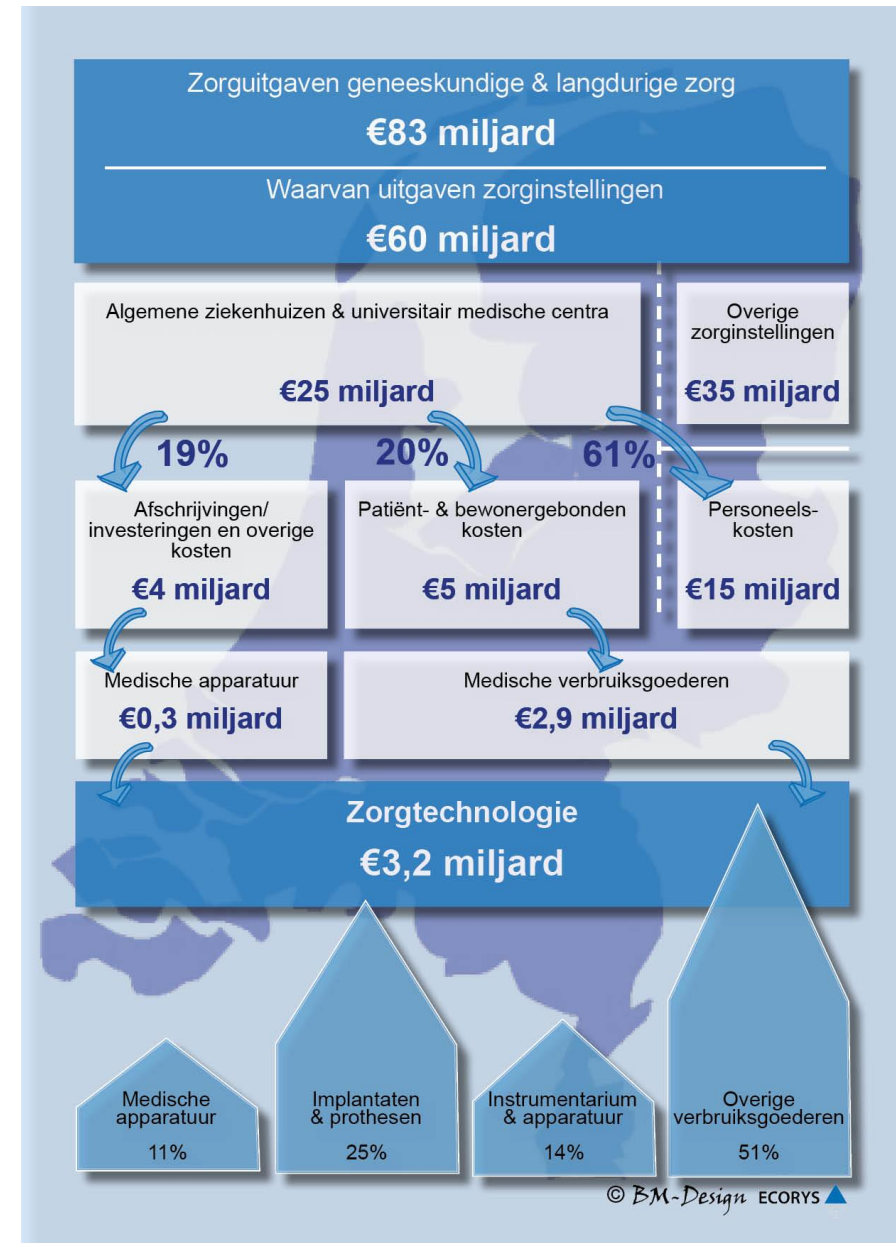 Zorguitgaven geneeskundige & langdurige zorg
€83 miljard
Waarvan uitgaven zorginstellingen
€60 miljard
Algemene ziekenhuizen & universitair medische centra
€25 miljard
Overige
zorginstellingen
€35 miljard
19%
20%
61%
Afschrijvingen/
investeringen en overige
kosten
€4 miljard
Patiënt- & bewonergebonden
kosten
€5 miljard
Personeels-
kosten
€15 miljard
Medische apparatuur
€0,3 miljard
Medische verbruiksgoederen
€2,9 miljard
Zorgtechnologie
€3,2 miljard
Medische
apparatuur
11%
Implantaten
& prothesen
25%
Instrumentarium
& apparatuur
14%
Overige
verbruiksgoederen
51%
© BM-Design ECORYS